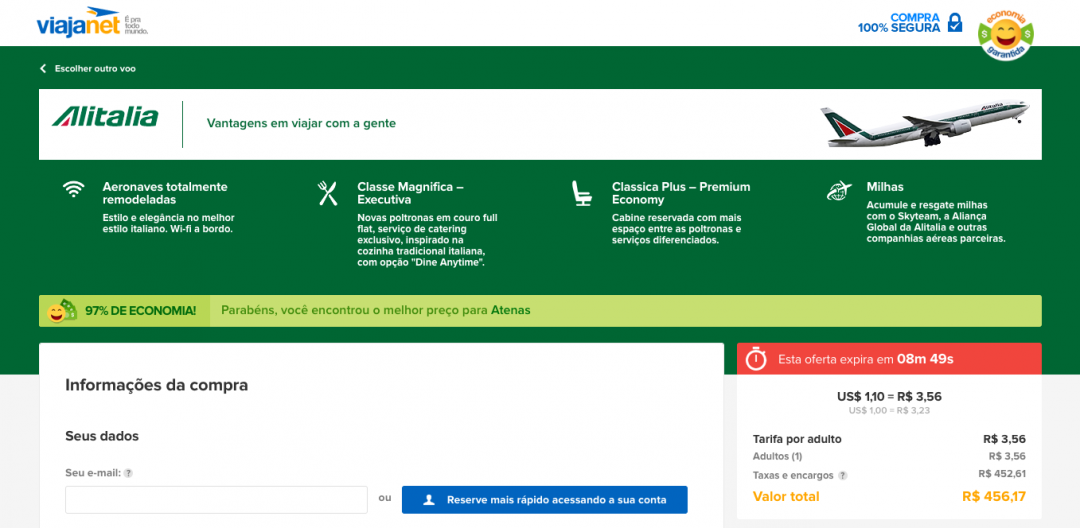 viajanet É pra todo mundo.
COMPRA
100% SEGURA
economia
$ $
garantida
Escolher outro voo
Alitalia
Vantagens em viajar com a gente
Alitalia
Aeronaves totalmente
remodeladas
Estilo e elegância no melhor
estilo italiano. Wi-fi a bordo.
Classe Magnifica –
Executiva
Novas poltronas em couro full
flat, serviço de catering
exclusivo, inspirado na
cozinha tradicional italiana,
com opção "Dine Anytime".
Classica Plus – Premium
Economy
Cabine reservada com mais
espaço entre as poltronas e
serviços diferenciados.
Milhas
Acumule e resgate milhas
com o Skyteam, a Aliança
Global da Alitalia e outras
companhias aéreas parceiras.
97% DE ECONOMIA!
Parabéns, você encontrou o melhor preço para Atenas
Informações da compra
Seus dados
Seu e-mail: ?
ou
Reserve mais rápido acessando a sua conta
Esta oferta expira em 08m 49s
US$ 1,10 = R$ 3,56
US$ 1,00 = R$ 3,23
Tarifa por adulto R$ 3,56
Adultos (1) R$ 3,56
Taxas e encargos ? R$ 452,61
Valor total R$ 456,17